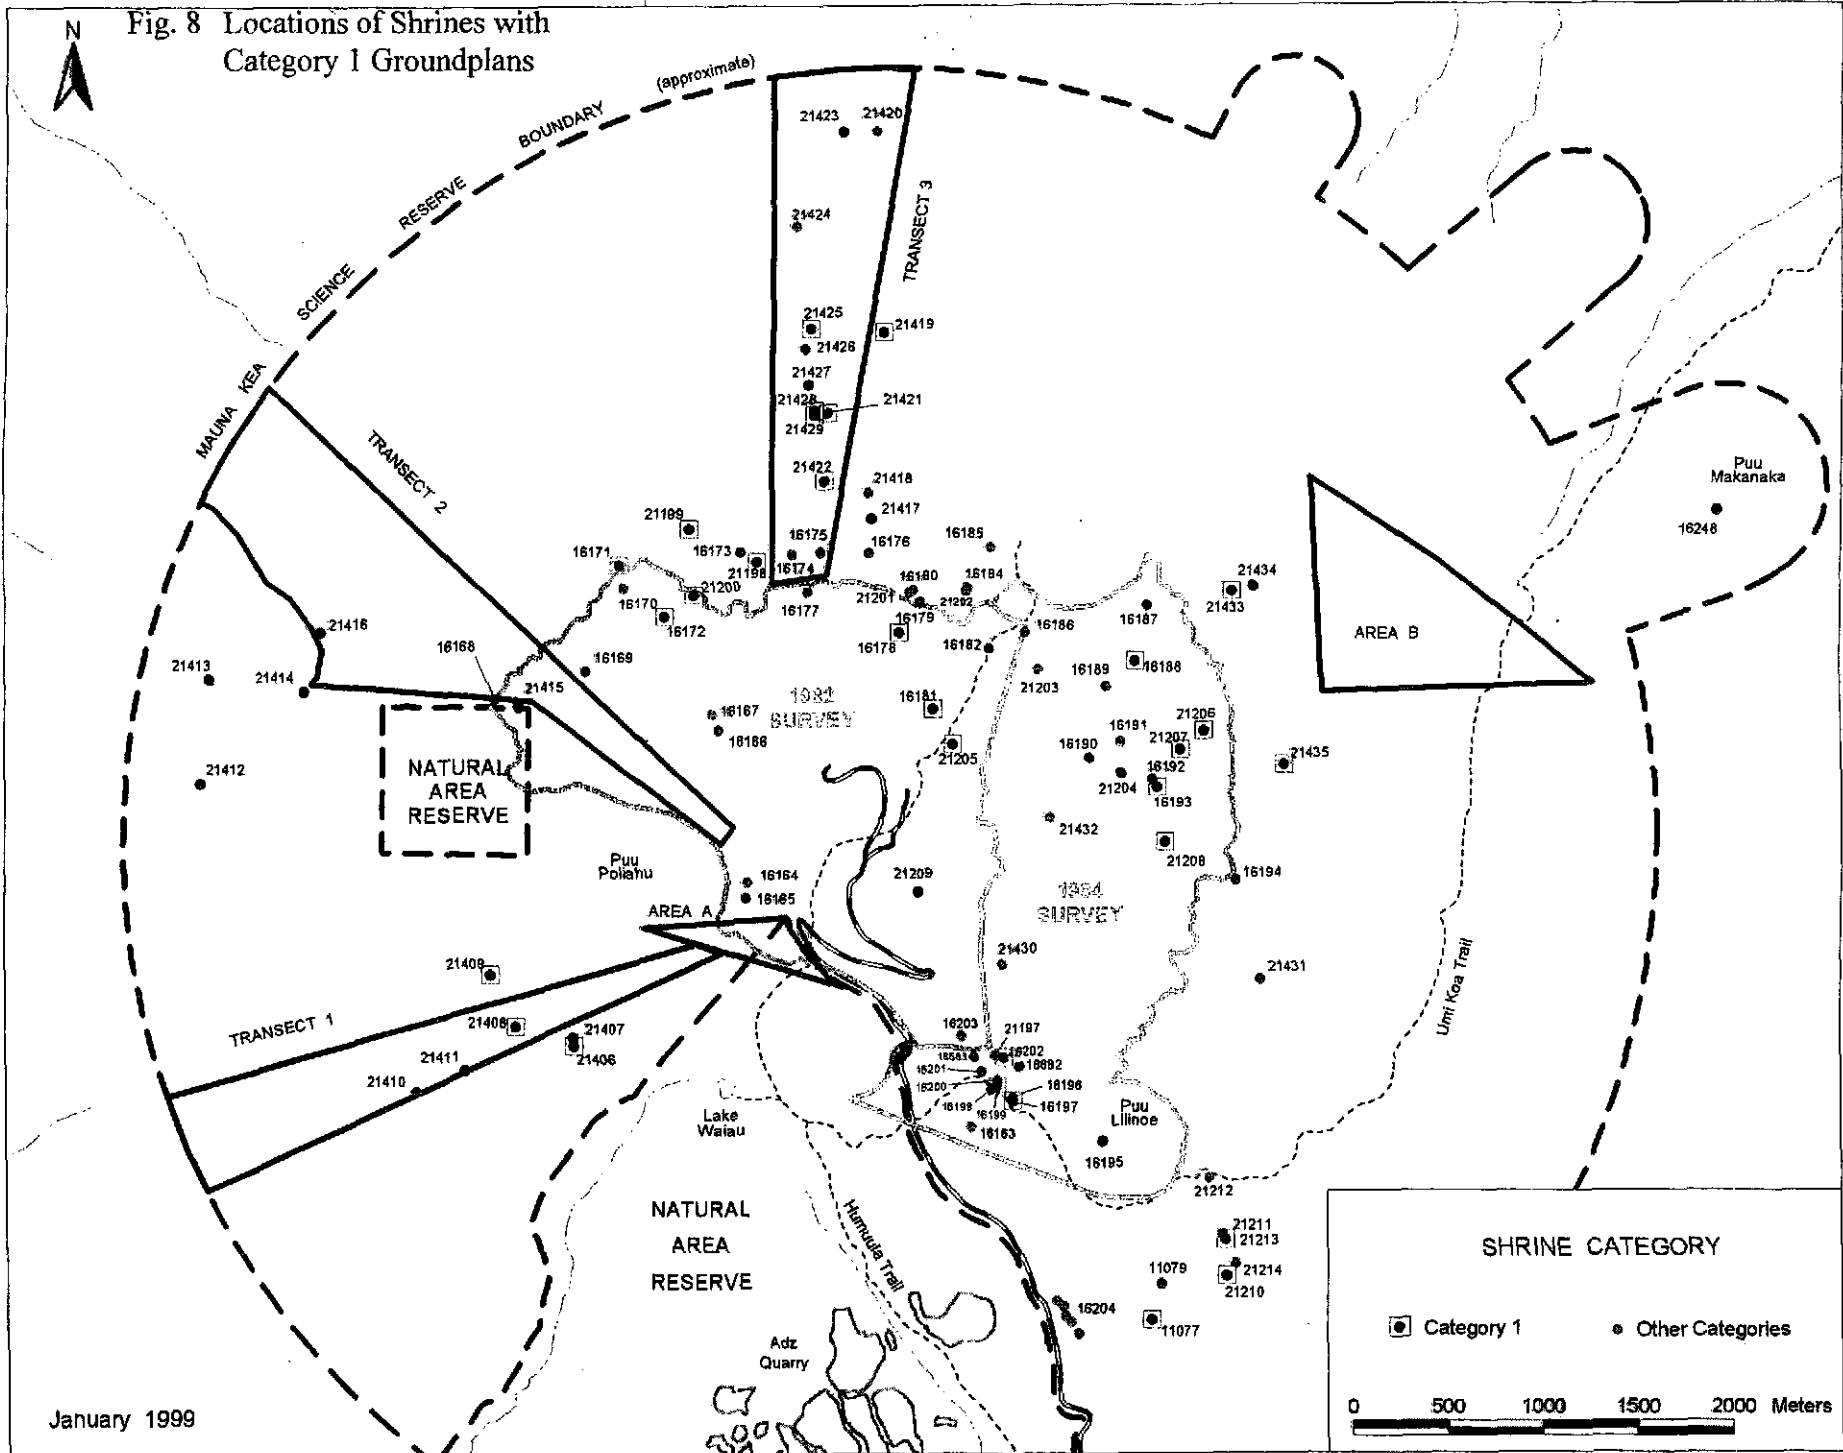 N
Fig. 8 Locations of Shrines with
Category 1 Groundplans
(approximate)
BOUNDARY
RESERVE
SCIENCE
MAUNA KEA
21423
21420
21424
TRANSECT 3
21425
21419
21426
21427
21428
21421
21429
21422
21418
21417
TRANSECT 2
21199
16173
16175
16176
16185
16171
21198
16174
21200
16170
16177
16180
21201
16184
21202
16179
16172
16178
16182
16186
16187
21434
21433
AREA B
Puu
Makanaka
16248
21416
16168
21413
21414
21415
16169
16188
16189
21203
16167
16166
1982
SURVEY
16181
21205
21206
16191
21207
16190
16192
21204
16193
21435
21412
NATURAL
AREA
RESERVE
21432
21208
Puu
Poliahu
16164
16165
21209
16194
1984
SURVEY
AREA A
21430
21431
21409
21408
21407
21406
TRANSECT 1
21411
21410
16203
21197
16202
16201
16200
16198
16199
16196
16197
16163
Puu
Lilinoe
16195
Umi Koa Trail
Lake
Waiau
21212
NATURAL
AREA
RESERVE
Humuula Trail
21211
21213
21214
21210
11079
16204
11077
Adz
Quarry
SHRINE CATEGORY
Category 1
Other Categories
0 500 1000 1500 2000 Meters
January 1999